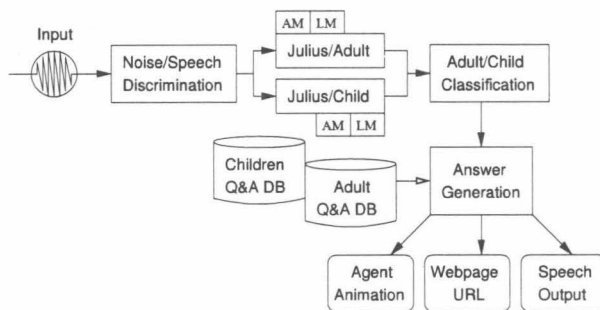 Input
AM LM
Noise/Speech
Discrimination
Julius/Adult
Julius/Child
AM LM
Adult/Child
Classification
Children
Q&A DB
Adult
Q&A DB
Answer
Generation
Agent
Animation
Webpage
URL
Speech
Output